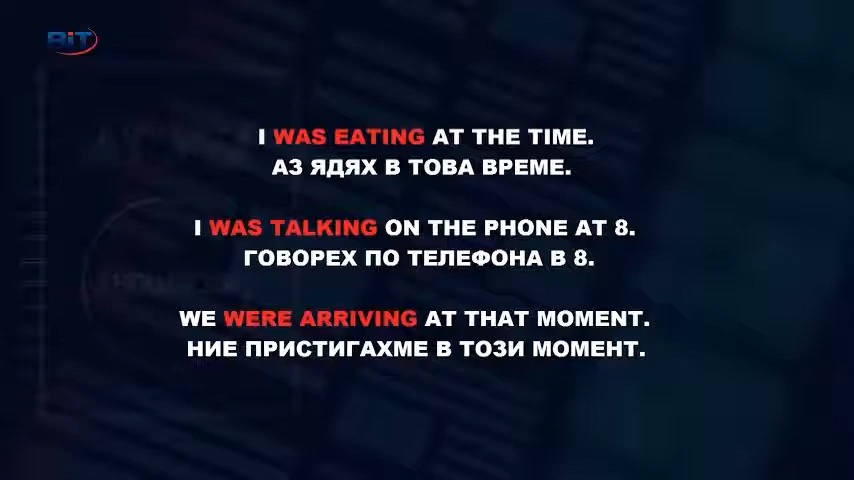 BiT
I WAS EATING AT THE TIME.
АЗ ЯДЯХ В ТОВА ВРЕМЕ.
I WAS TALKING ON THE PHONE AT 8.
ГОВОРЕХ ПО ТЕЛЕФОНА В 8.
WE WERE ARRIVING AT THAT MOMENT.
НИЕ ПРИСТИГАХМЕ В ТОЗИ МОМЕНТ.